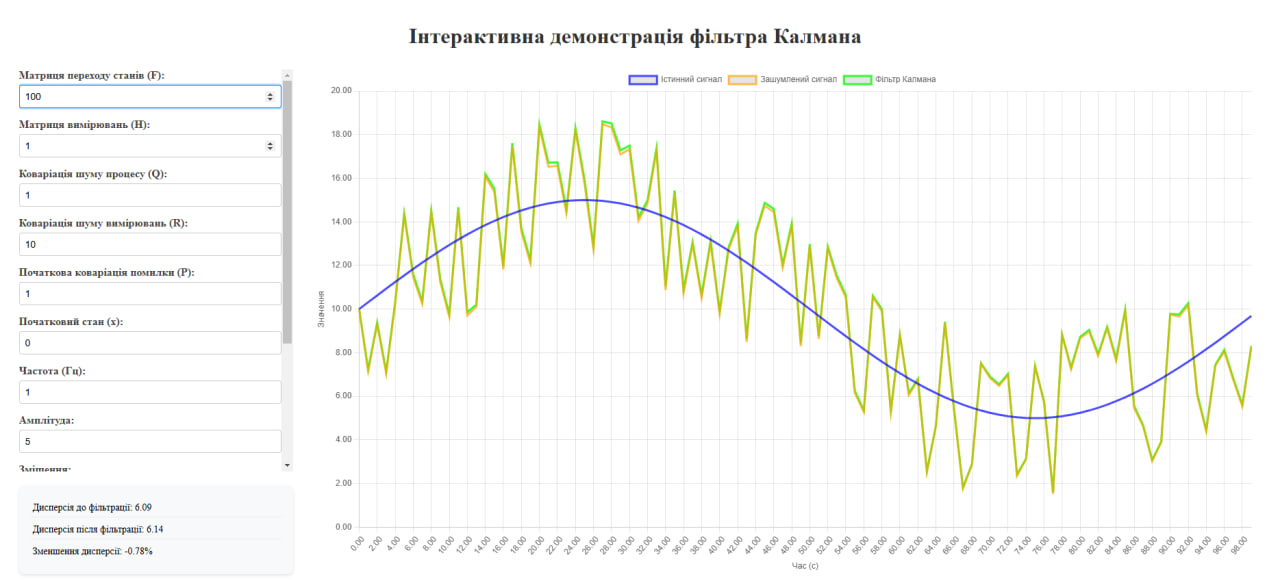 Інтерактивна демонстрація фільтра Калмана
Матриця переходу станів (F):
100
Матриця вимірювань (H):
1
Коваріація шуму процесу (Q):
1
Коваріація шуму вимірювань (R):
10
Початкова коваріація помилки (P):
1
Початковий стан (x):
0
Частота (Гц):
1
Амплітуда:
5
Зміщення:
Дисперсія до фільтрації: 6.09
Дисперсія після фільтрації: 6.14
Зменшення дисперсії: -0.78%
Істинний сигнал Зашумлений сигнал Фільтр Калмана
20.00
18.00
16.00
14.00
12.00
10.00
8.00
6.00
4.00
2.00
0.00
Значення
0.00 2.00 4.00 6.00 8.00 10.00 12.00 14.00 16.00 18.00 20.00 22.00 24.00 26.00 28.00 30.00 32.00 34.00 36.00 38.00 40.00 42.00 44.00 46.00 48.00 50.00 52.00 54.00 56.00 58.00 60.00 62.00 64.00 66.00 68.00 70.00 72.00 74.00 76.00 78.00 80.00 82.00 84.00 86.00 88.00 90.00 92.00 94.00 96.00 98.00
Час (с)